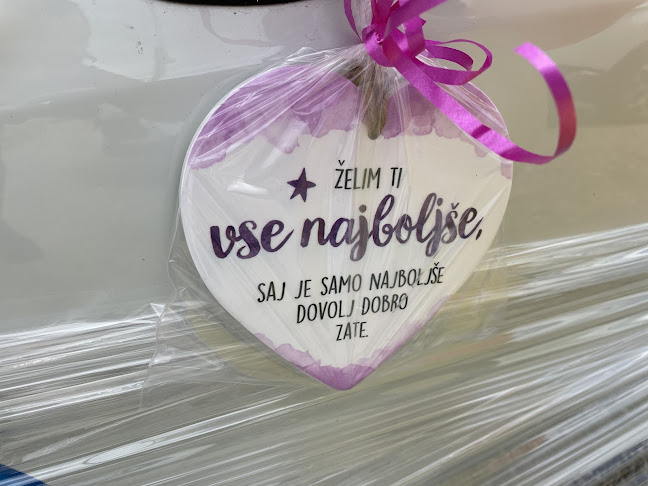 ŽELIM TI
vse najboljše,
SAJ JE SAMO NAJBOLJŠE
DOVOLJ DOBRO
ZATE.